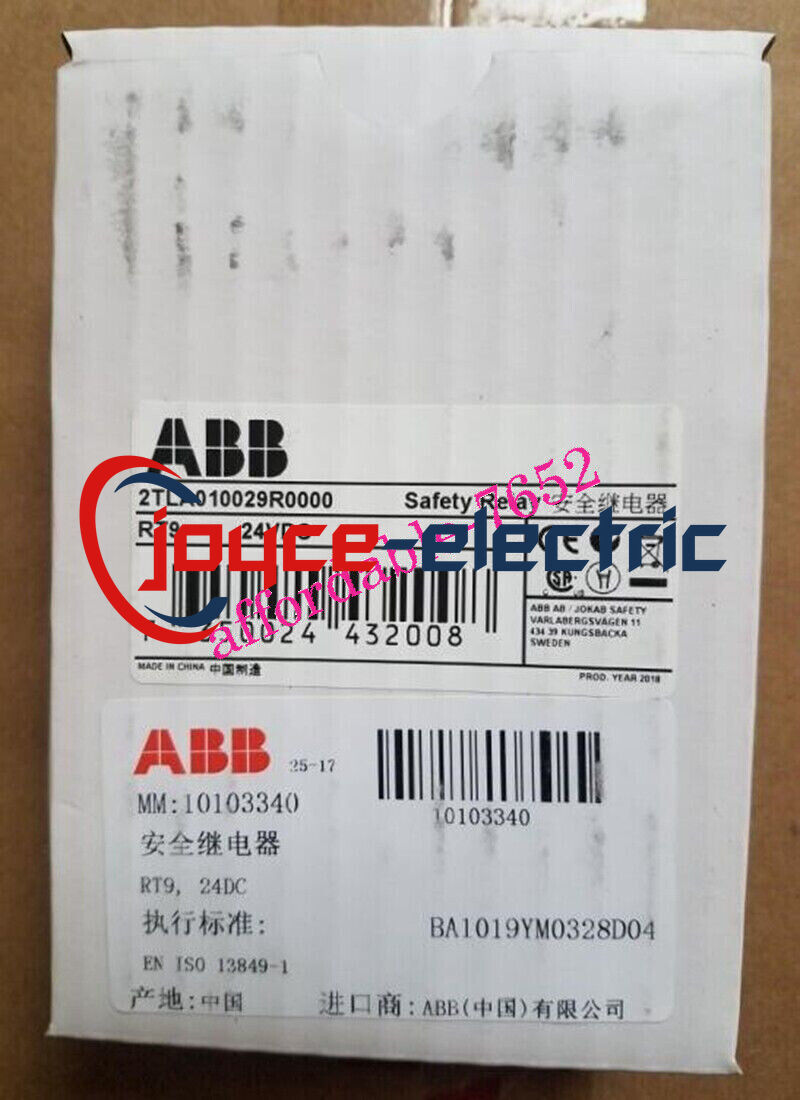 ABB
2TLA010029R0000 Safety Relay 安全继电器
RT9 24VDC
432008
ABB AB / JOKAB SAFETY
VARLABERGSVÄGEN 11
434 39 KUNGSBACKA
SWEDEN
MADE IN CHINA 中国制造
PROD. YEAR 2018
joyce-electric
affordable-7652
ABB 25-17
MM:10103340
10103340
安全继电器
RT9, 24DC
执行标准:
BA1019YM0328D04
EN ISO 13849-1
产地:中国 进口商:ABB(中国)有限公司